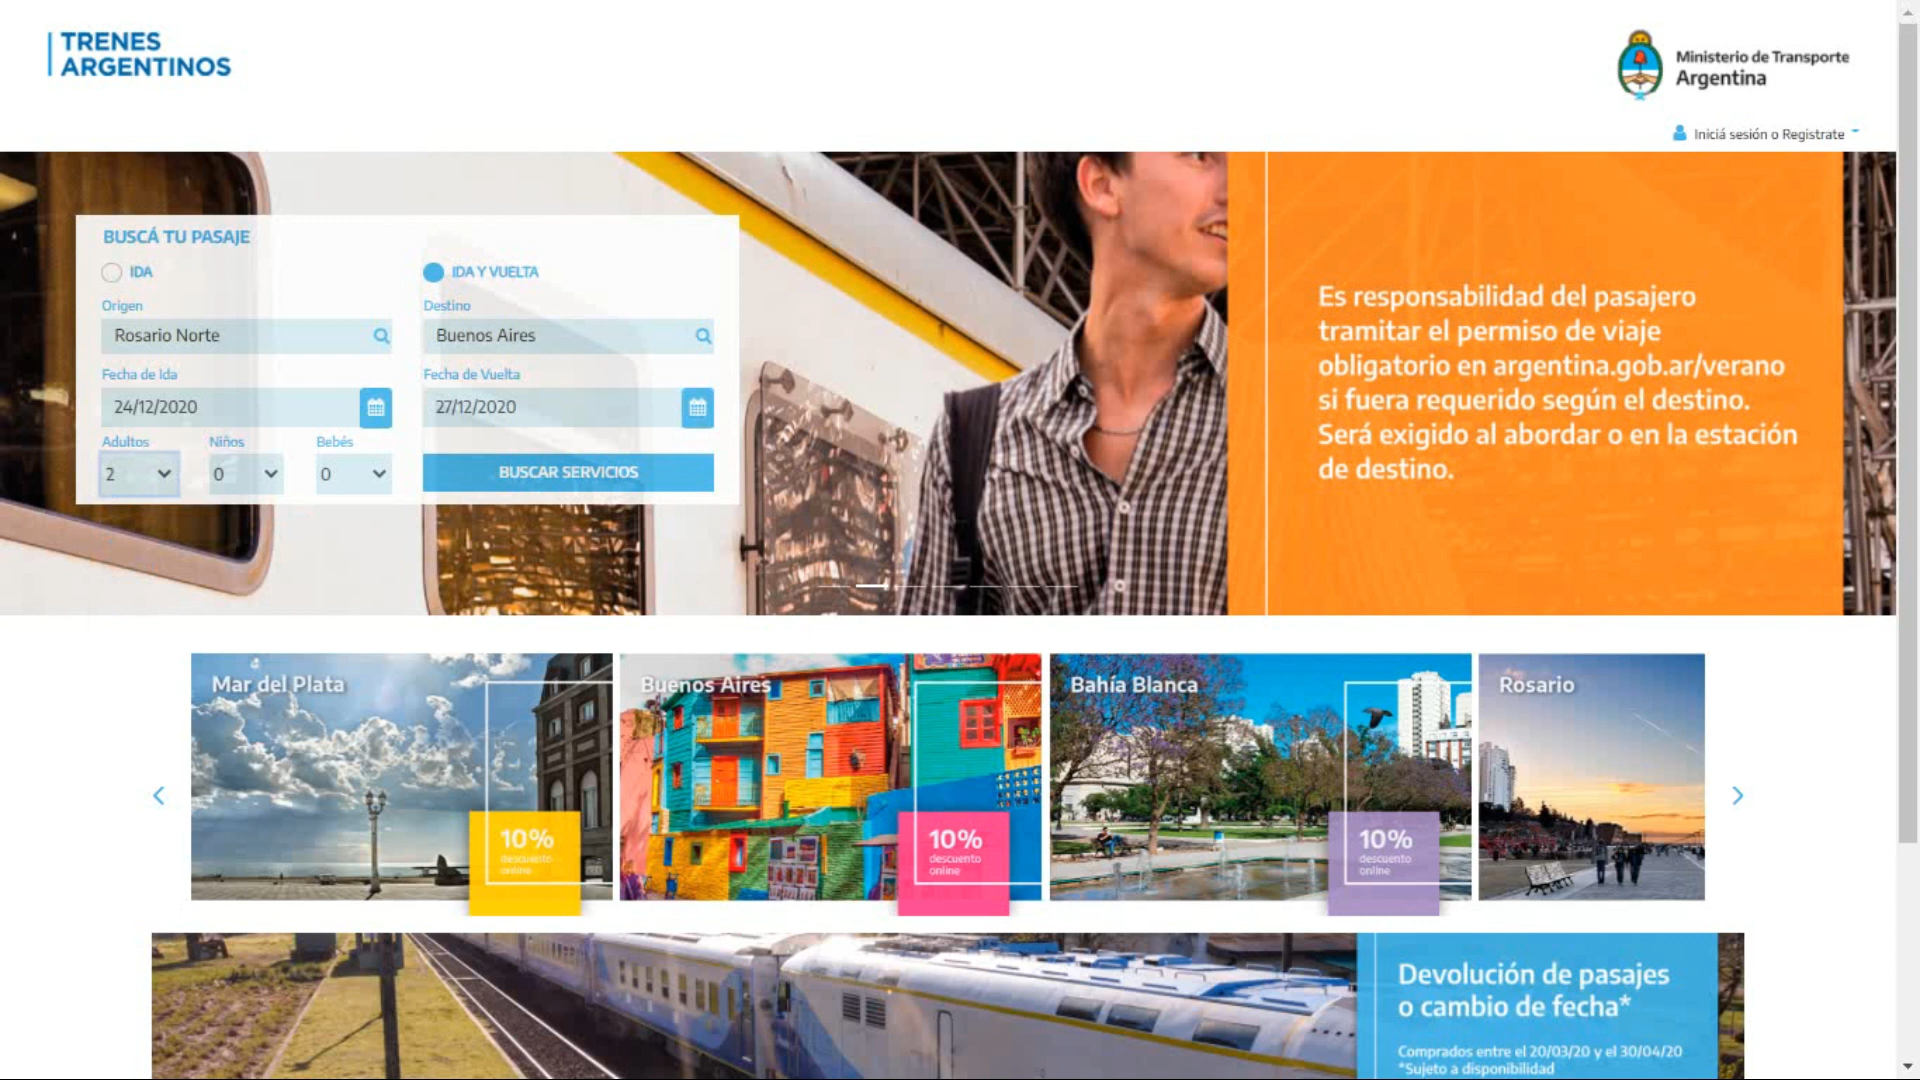 TRENES
ARGENTINOS
Ministerio de Transporte
Argentina
Iniciá sesión o Registrate
BUSCÁ TU PASAJE
IDA
IDA Y VUELTA
Origen
Destino
Rosario Norte
Buenos Aires
Fecha de Ida
Fecha de Vuelta
24/12/2020
27/12/2020
Adultos
Niños
Bebés
2
0
0
BUSCAR SERVICIOS
Es responsabilidad del pasajero
tramitar el permiso de viaje
obligatorio en argentina.gob.ar/verano
si fuera requerido según el destino.
Será exigido al abordar o en la estación
de destino.
Mar del Plata
10%
descuento
online
Buenos Aires
10%
descuento
online
Bahía Blanca
10%
descuento
online
Rosario
Devolución de pasajes
o cambio de fecha*
Comprados entre el 20/03/20 y el 30/04/20
*Sujeto a disponibilidad